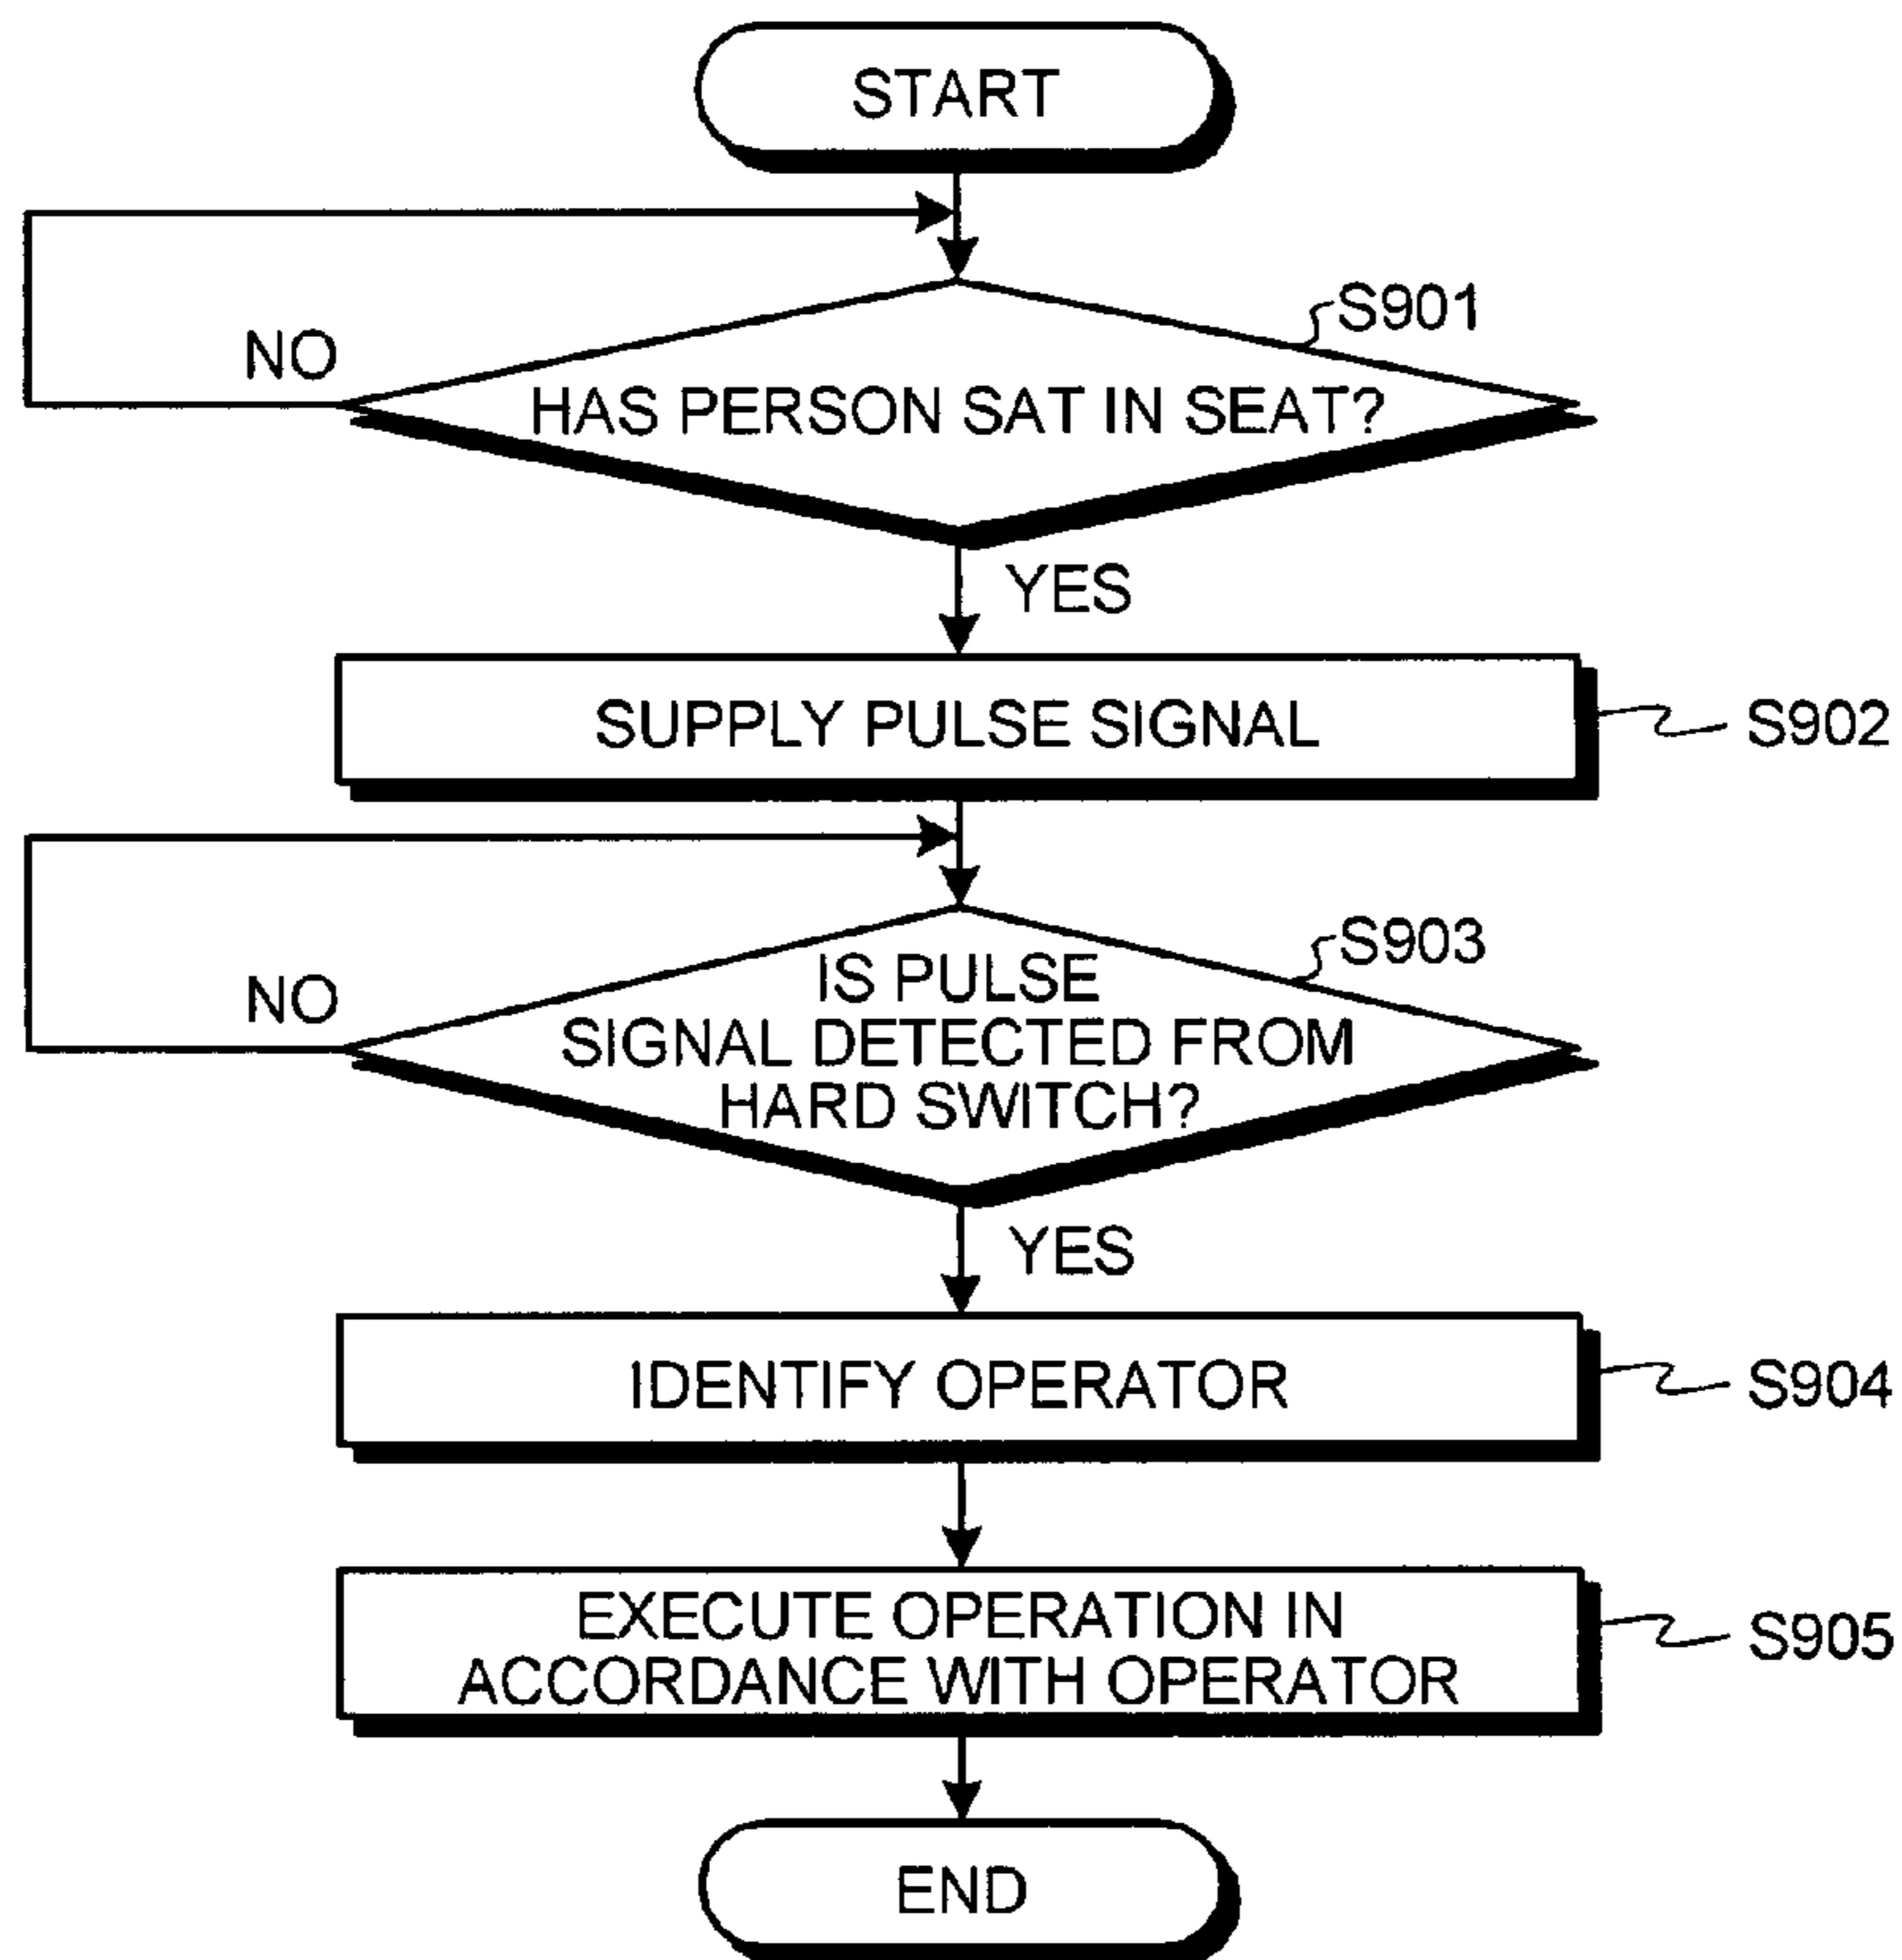 START
S901
NO
HAS PERSON SAT IN SEAT?
YES
SUPPLY PULSE SIGNAL
S902
S903
NO
IS PULSE
SIGNAL DETECTED FROM
HARD SWITCH?
YES
IDENTIFY OPERATOR
S904
EXECUTE OPERATION IN
ACCORDANCE WITH OPERATOR
S905
END